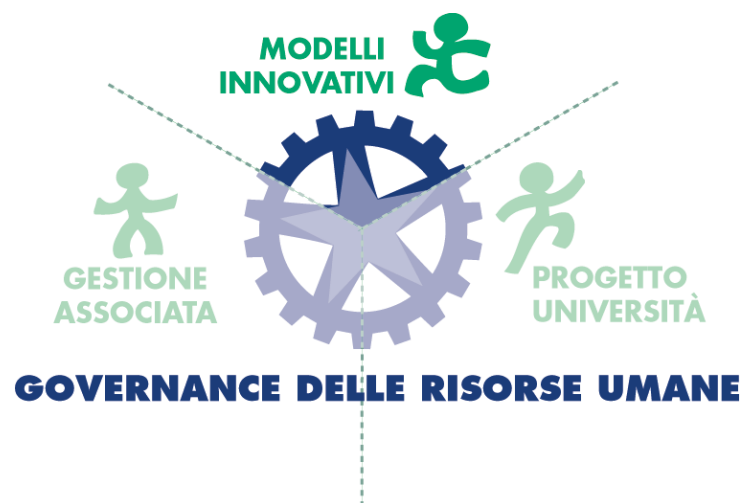 MODELLI
INNOVATIVI
GESTIONE
ASSOCIATA
PROGETTO
UNIVERSITÀ
GOVERNANCE DELLE RISORSE UMANE